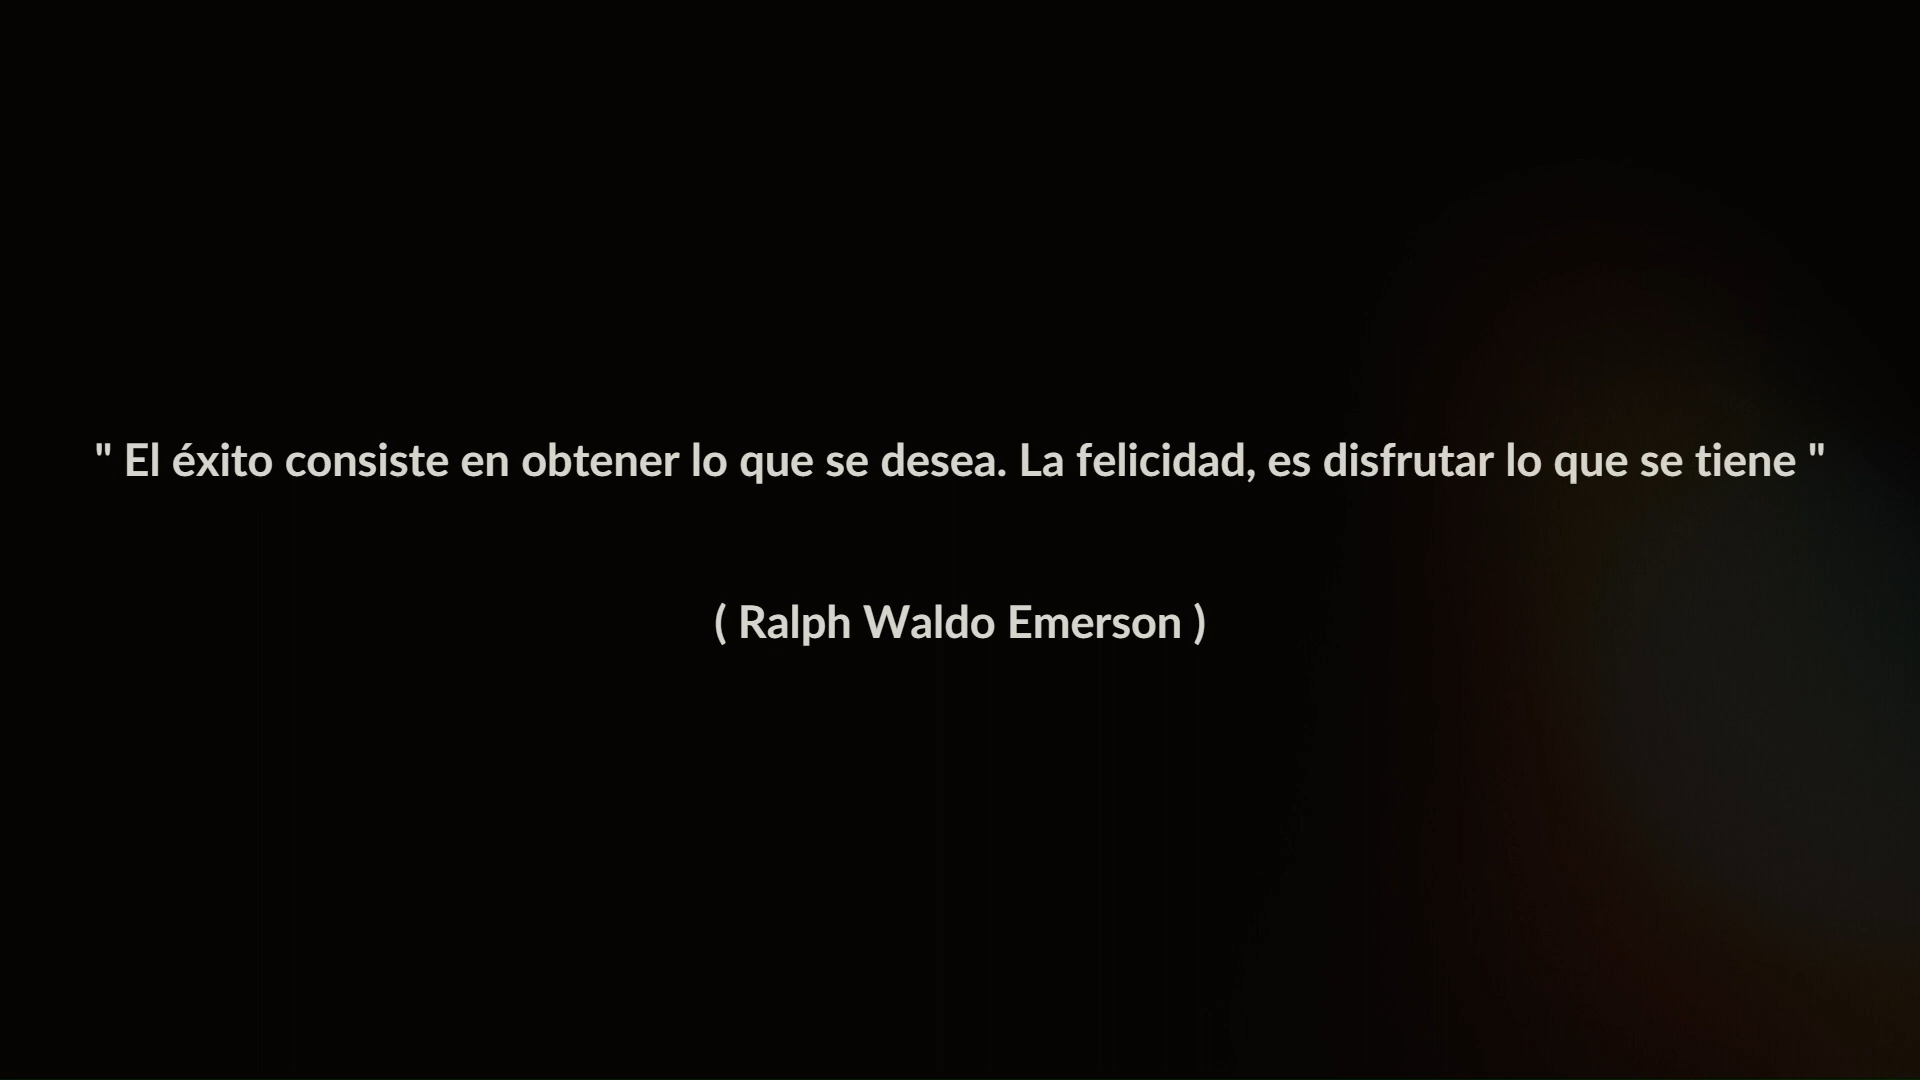 " El éxito consiste en obtener lo que se desea. La felicidad, es disfrutar lo que se tiene "
( Ralph Waldo Emerson )